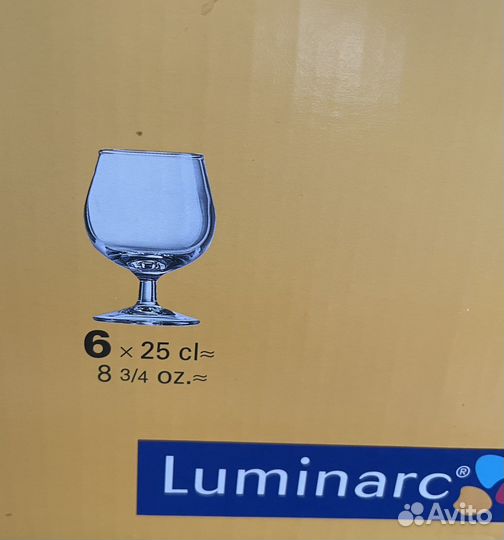 6 × 25 cl≈
8 3/4 oz.≈
Luminarc®
Avito